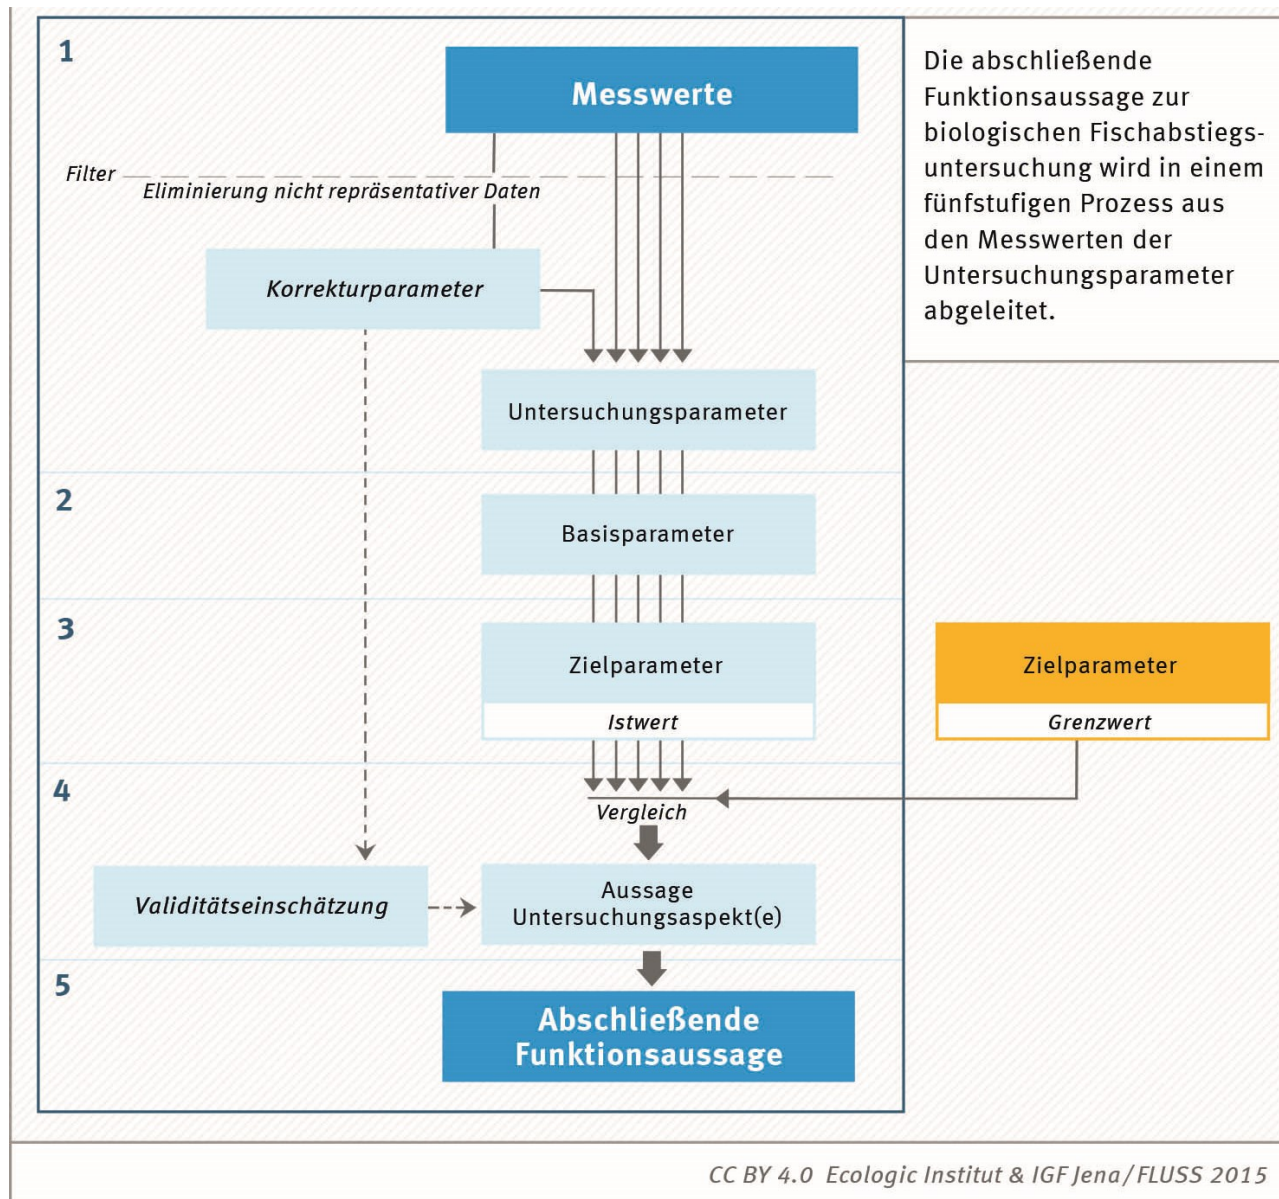 1
Messwerte
Die abschließende
Funktionsaussage zur
biologischen Fischabstiegs-
untersuchung wird in einem
fünfstufigen Prozess aus
den Messwerten der
Untersuchungsparameter
abgeleitet.
Filter
Eliminierung nicht repräsentativer Daten
Korrekturparameter
Untersuchungsparameter
2
Basisparameter
3
Zielparameter
Istwert
Zielparameter
Grenzwert
4
Vergleich
Validitätseinschätzung
Aussage
Untersuchungsaspekt(e)
5
Abschließende
Funktionsaussage
CC BY 4.0 Ecologic Institut & IGF Jena/FLUSS 2015